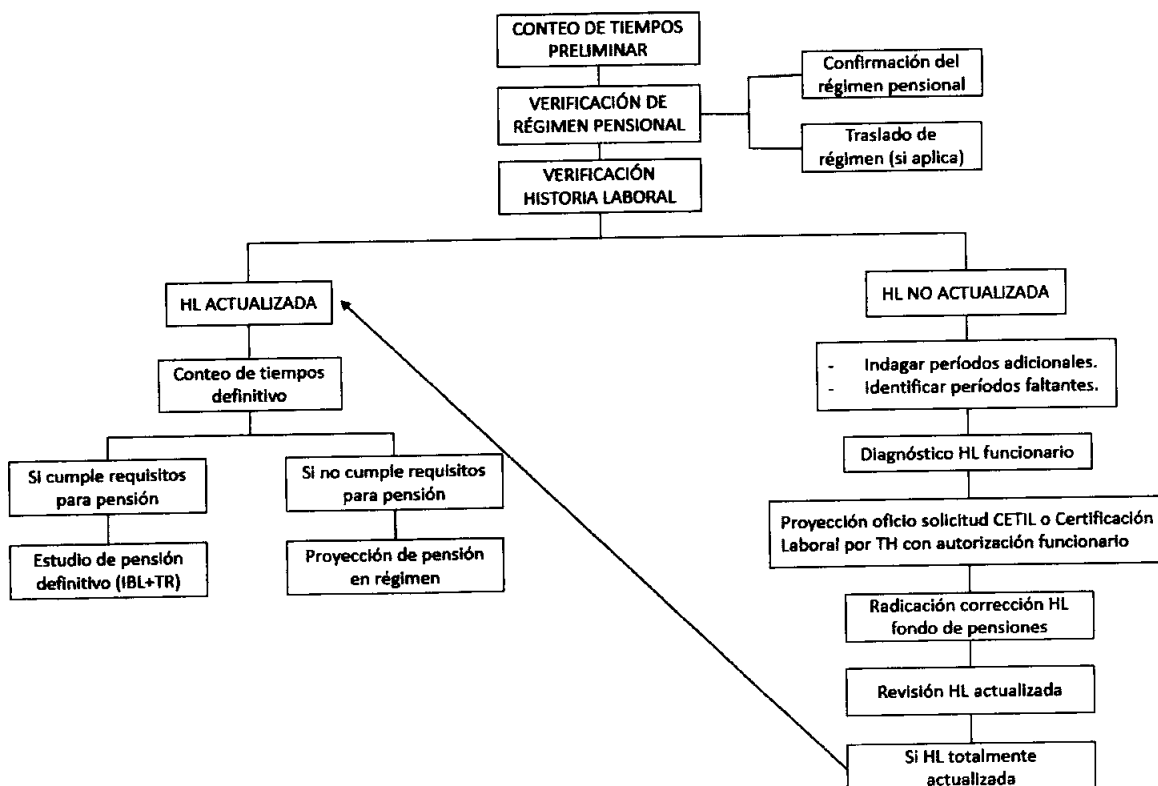 CONTEO DE TIEMPOS
PRELIMINAR
Confirmación del
régimen pensional
VERIFICACIÓN DE
RÉGIMEN PENSIONAL
Traslado de
régimen (si aplica)
VERIFICACIÓN
HISTORIA LABORAL
HL ACTUALIZADA
Conteo de tiempos
definitivo
Si cumple requisitos
para pensión
Estudio de pensión
definitivo (IBL+TR)
Si no cumple requisitos
para pensión
Proyección de pensión
en régimen
HL NO ACTUALIZADA
- Indagar períodos adicionales.
- Identificar períodos faltantes.
Diagnóstico HL funcionario
Proyección oficio solicitud CETIL o Certificación
Laboral por TH con autorización funcionario
Radicación corrección HL
fondo de pensiones
Revisión HL actualizada
Si HL totalmente
actualizada